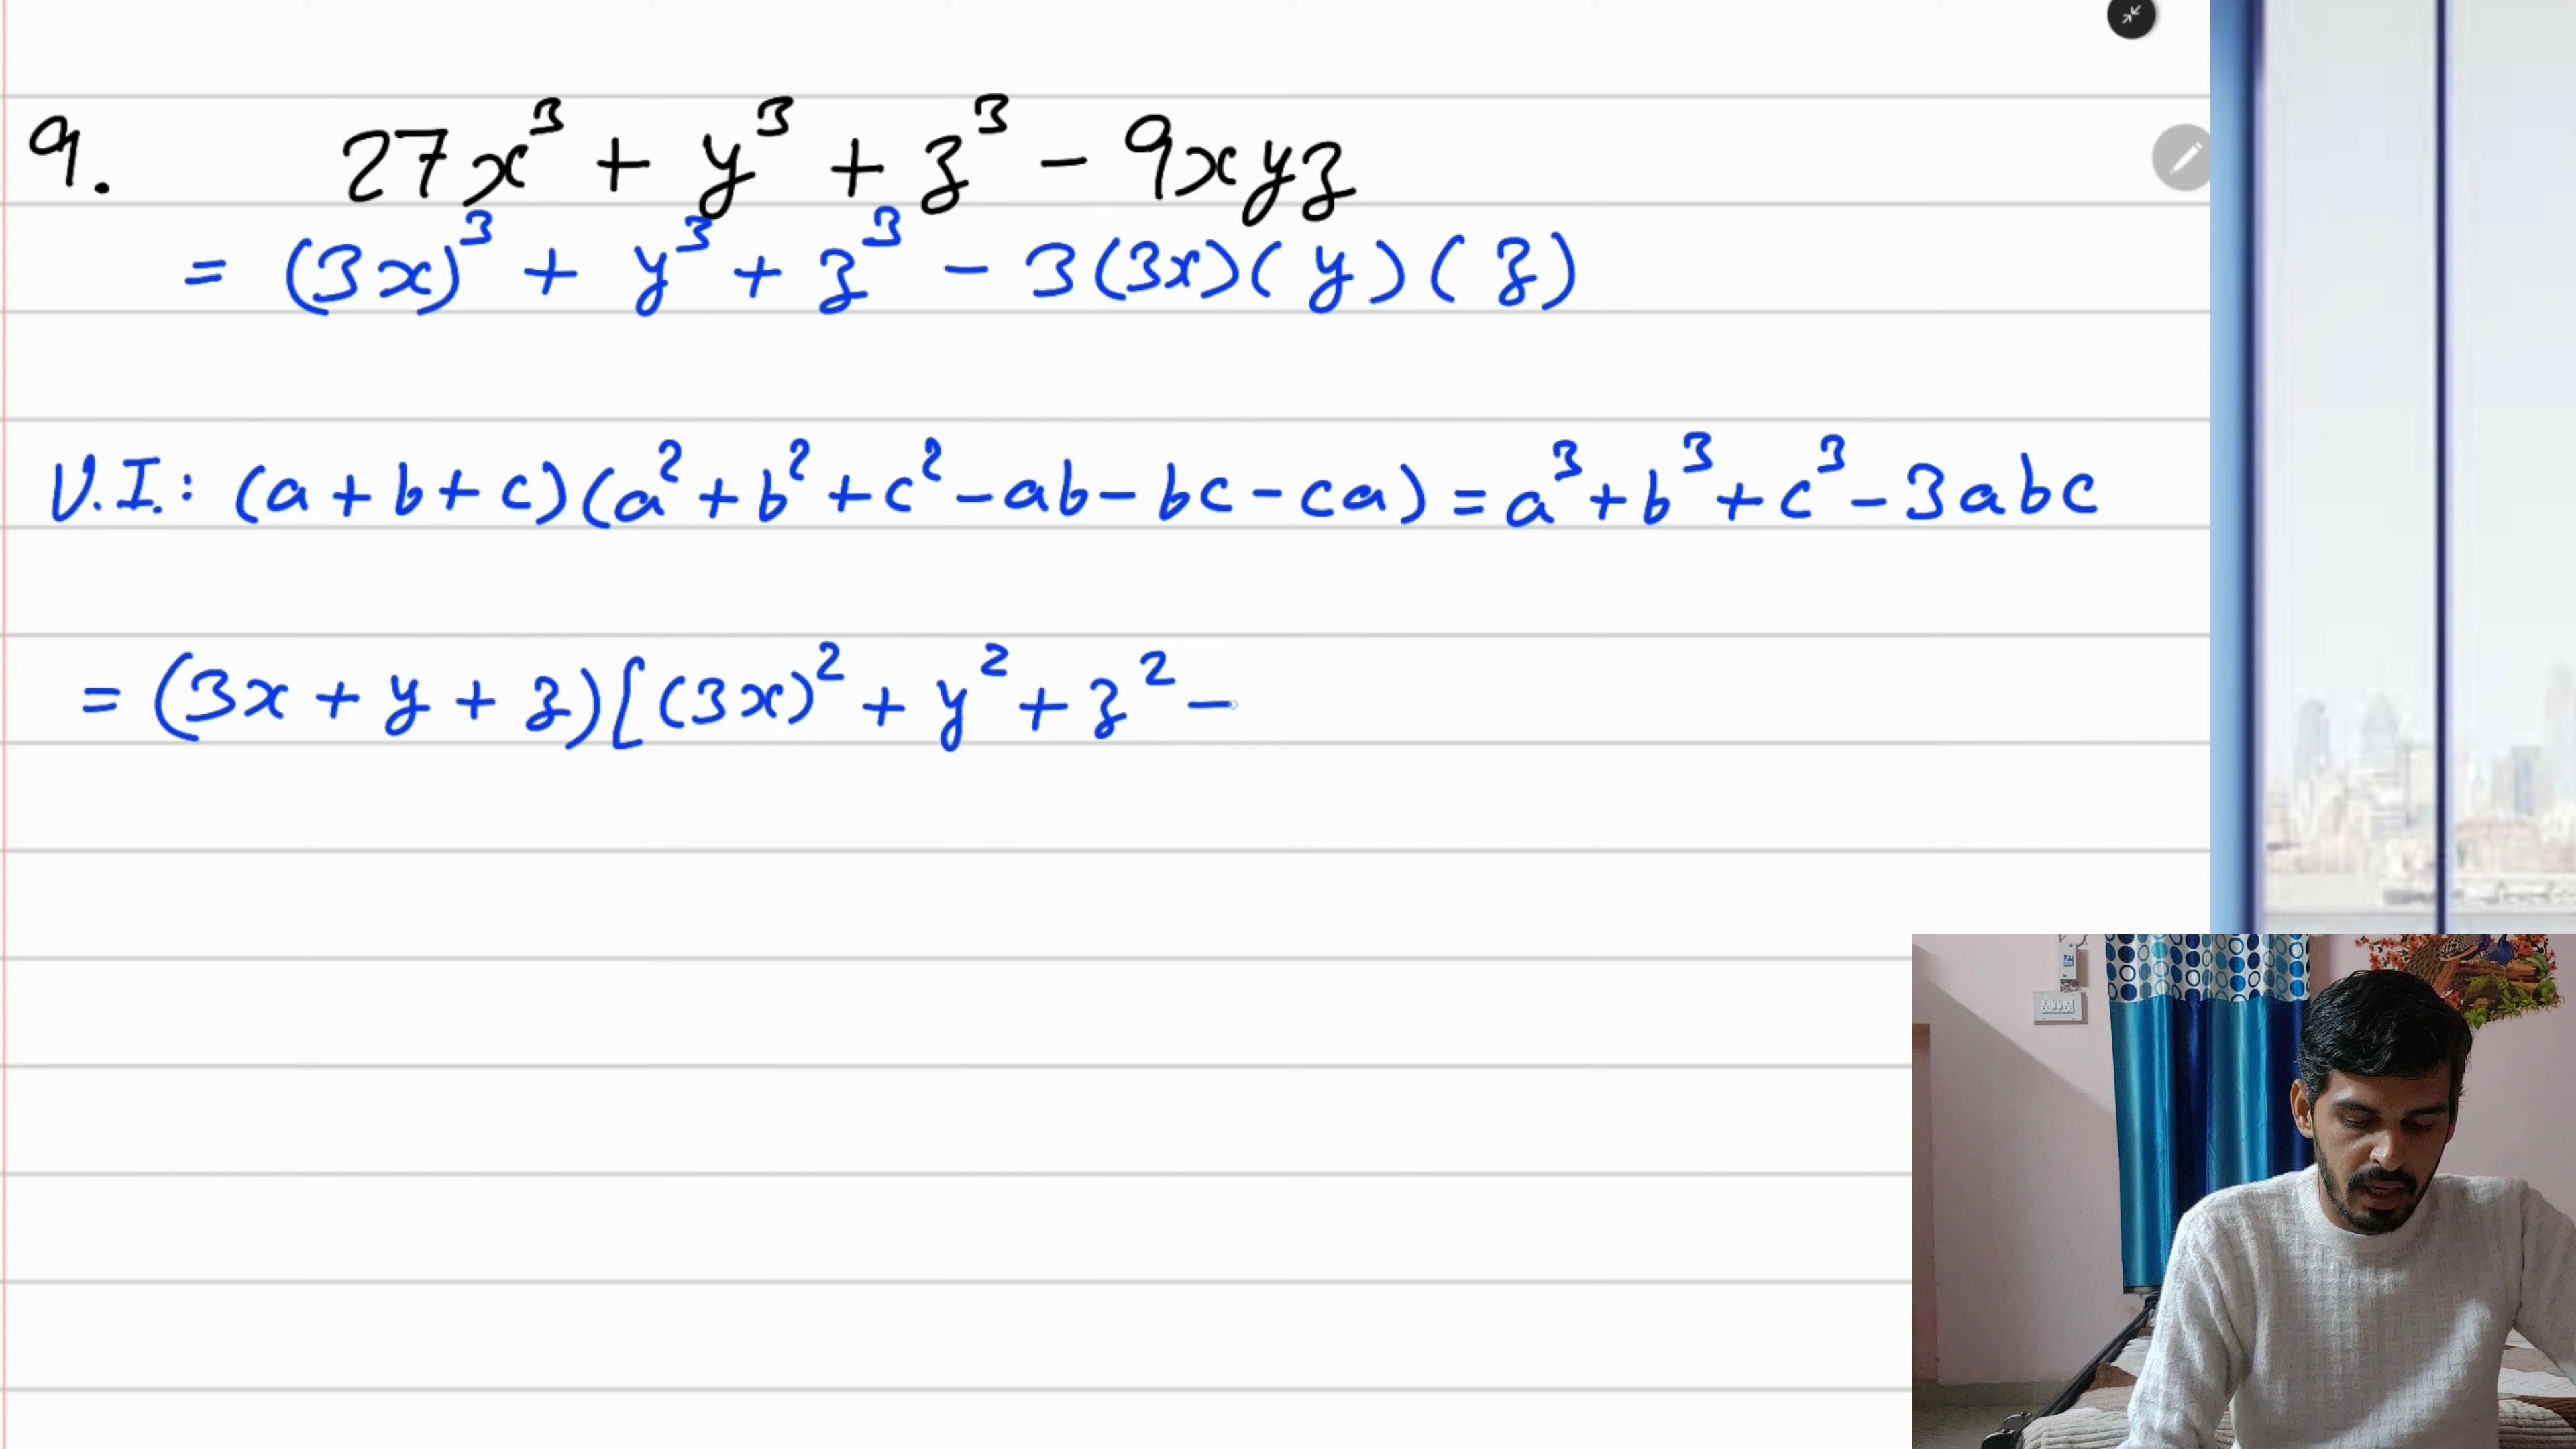 9. 27x³ + y³ + z³ - 9xyz
= (3x)³ + y³ + z³ - 3(3x)(y)(z)
V.I.: (a+b+c)(a²+b²+c²-ab-bc-ca) = a³+b³+c³-3abc
= (3x + y + z)[(3x)² + y² + z² -